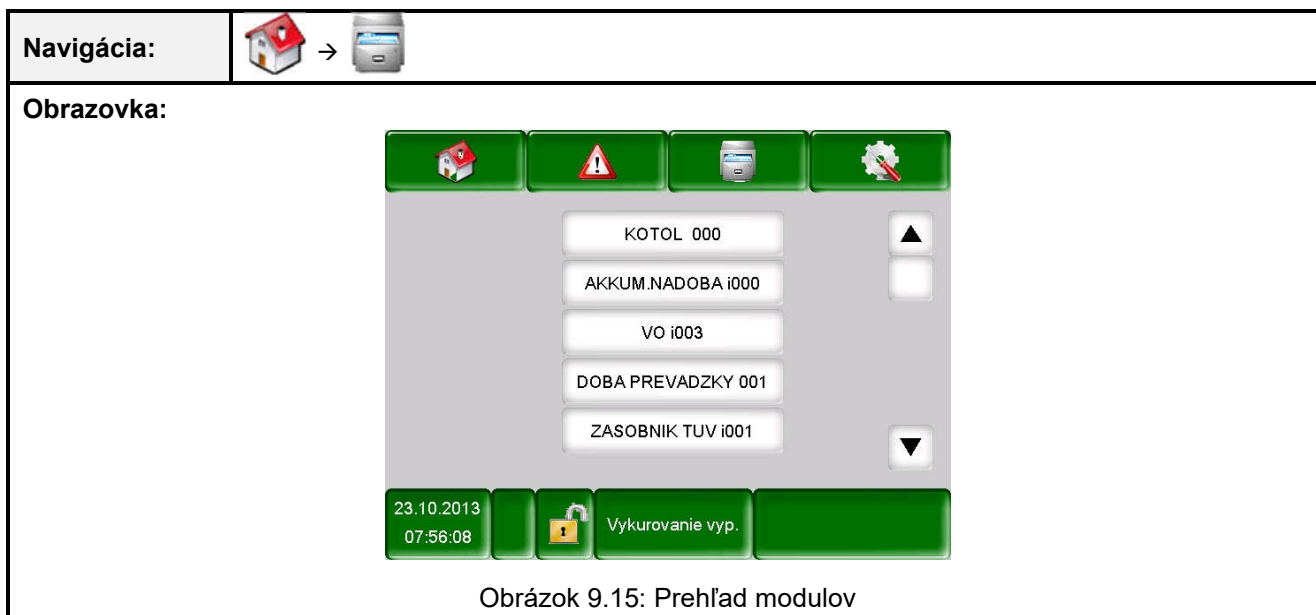 Navigácia:
→
Obrazovka:
KOTOL 000
AKKUM.NADOBA i000
VO i003
DOBA PREVADZKY 001
ZASOBNIK TUV i001
23.10.2013
07:56:08
Vykurovanie vyp.
Obrázok 9.15: Prehľad modulov